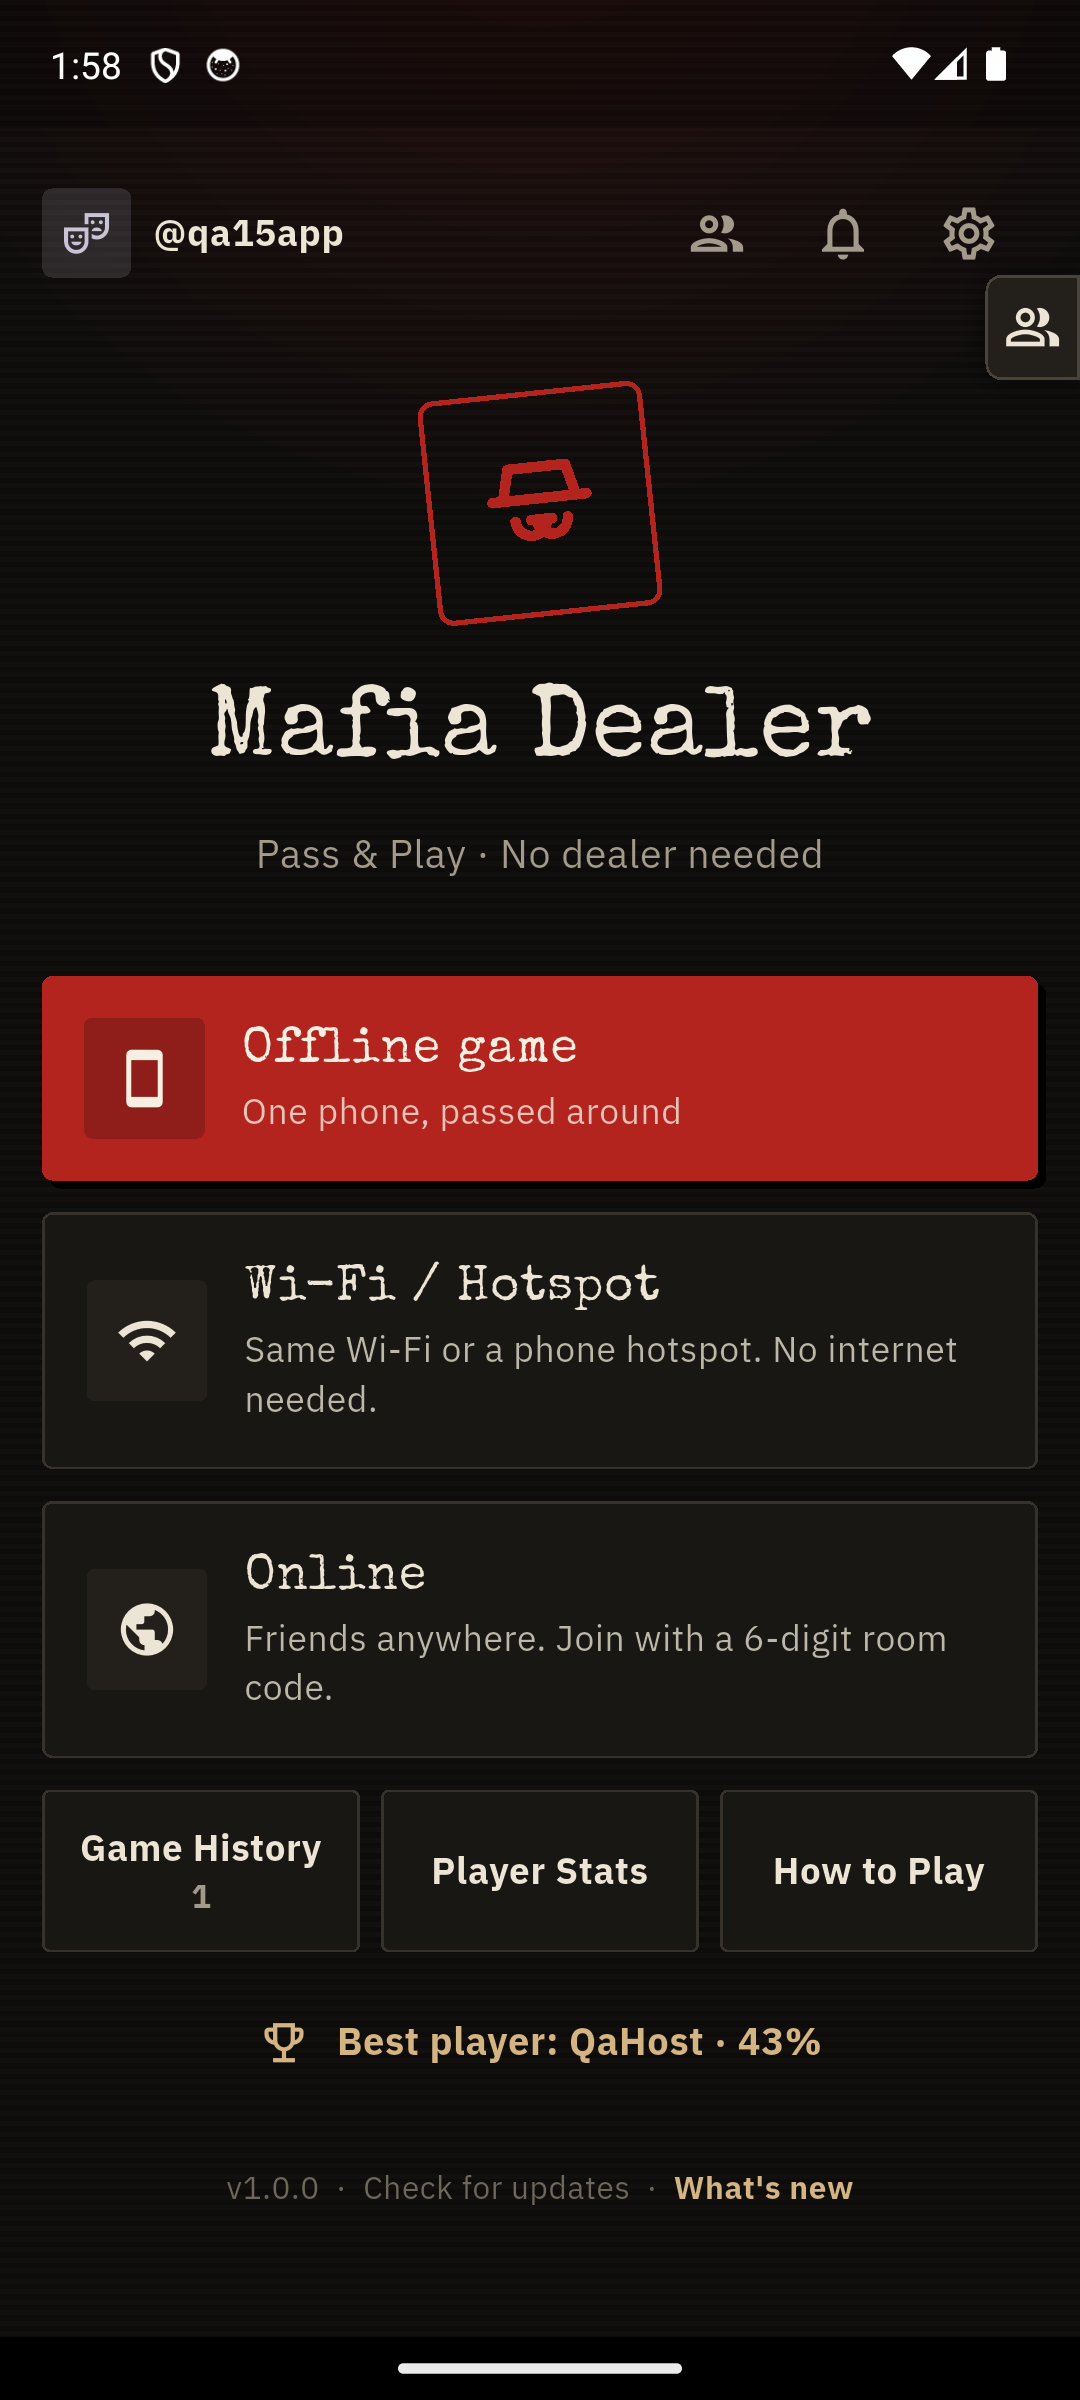 1:58
@qa15app
Mafia Dealer
Pass & Play · No dealer needed
Offline game
One phone, passed around
Wi-Fi / Hotspot
Same Wi-Fi or a phone hotspot. No internet
needed.
Online
Friends anywhere. Join with a 6-digit room
code.
Game History
1
Player Stats
How to Play
Best player: QaHost · 43%
v1.0.0 · Check for updates · What's new